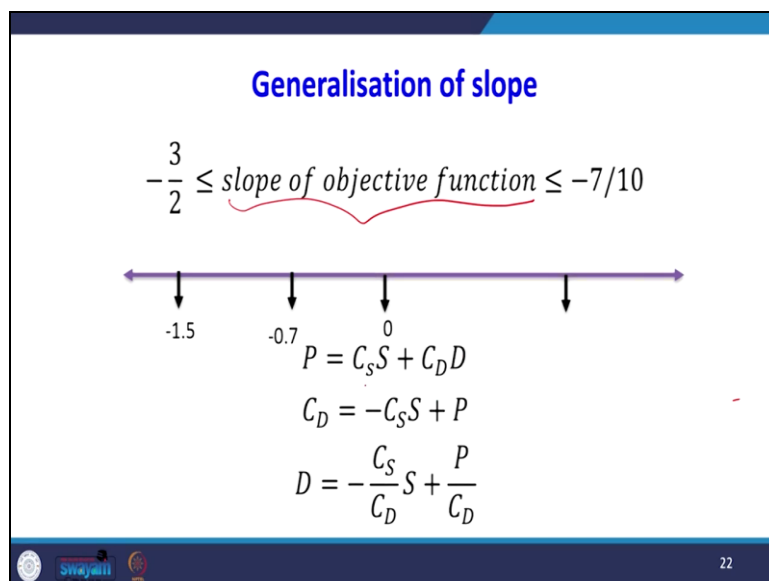 Generalisation of slope
−3/2 ≤ slope of objective function ≤ −7/10
-1.5 -0.7 0
P = C_s S + C_D D
C_D = −C_S S + P
D = −C_S/C_D S + P/C_D
swayam 22